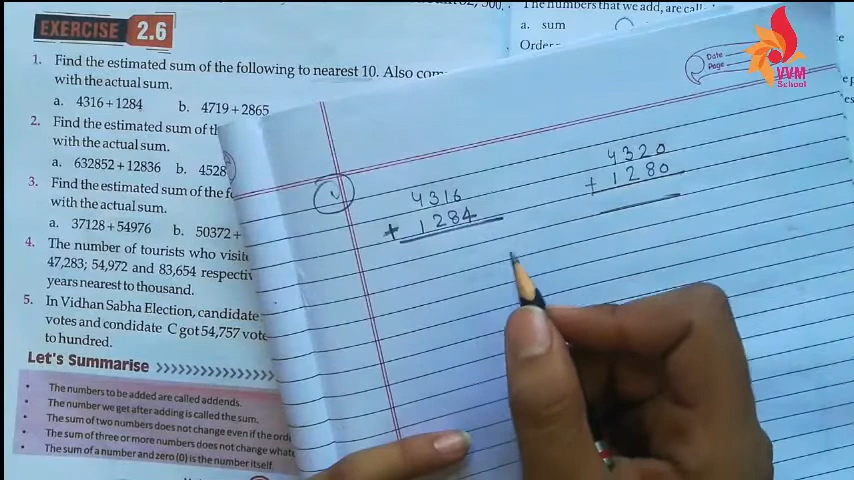 EXERCISE 2.6
1. Find the estimated sum of the following to nearest 10. Also com
with the actual sum.
a. 4316+1284 b. 4719+2865
2. Find the estimated sum of th
with the actual sum.
a. 632852+12836 b. 4528
3. Find the estimated sum of the f
with the actual sum.
a. 37128+54976 b. 50372+
4. The number of tourists who visite
47,283; 54,972 and 83,654 respectiv
years nearest to thousand.
5. In Vidhan Sabha Election, candidate
votes and condidate C got 54,757 vote
to hundred.
Let's Summarise
• The numbers to be added are called addends.
• The number we get after adding is called the sum.
• The sum of two numbers does not change even if the ord
• The sum of three or more numbers does not change what
• The sum of a number and zero (0) is the number itself.
The numbers that we add, are call
a. sum
Order
Date
Page
VVM
School
4316
+ 1284
4320
+ 1280